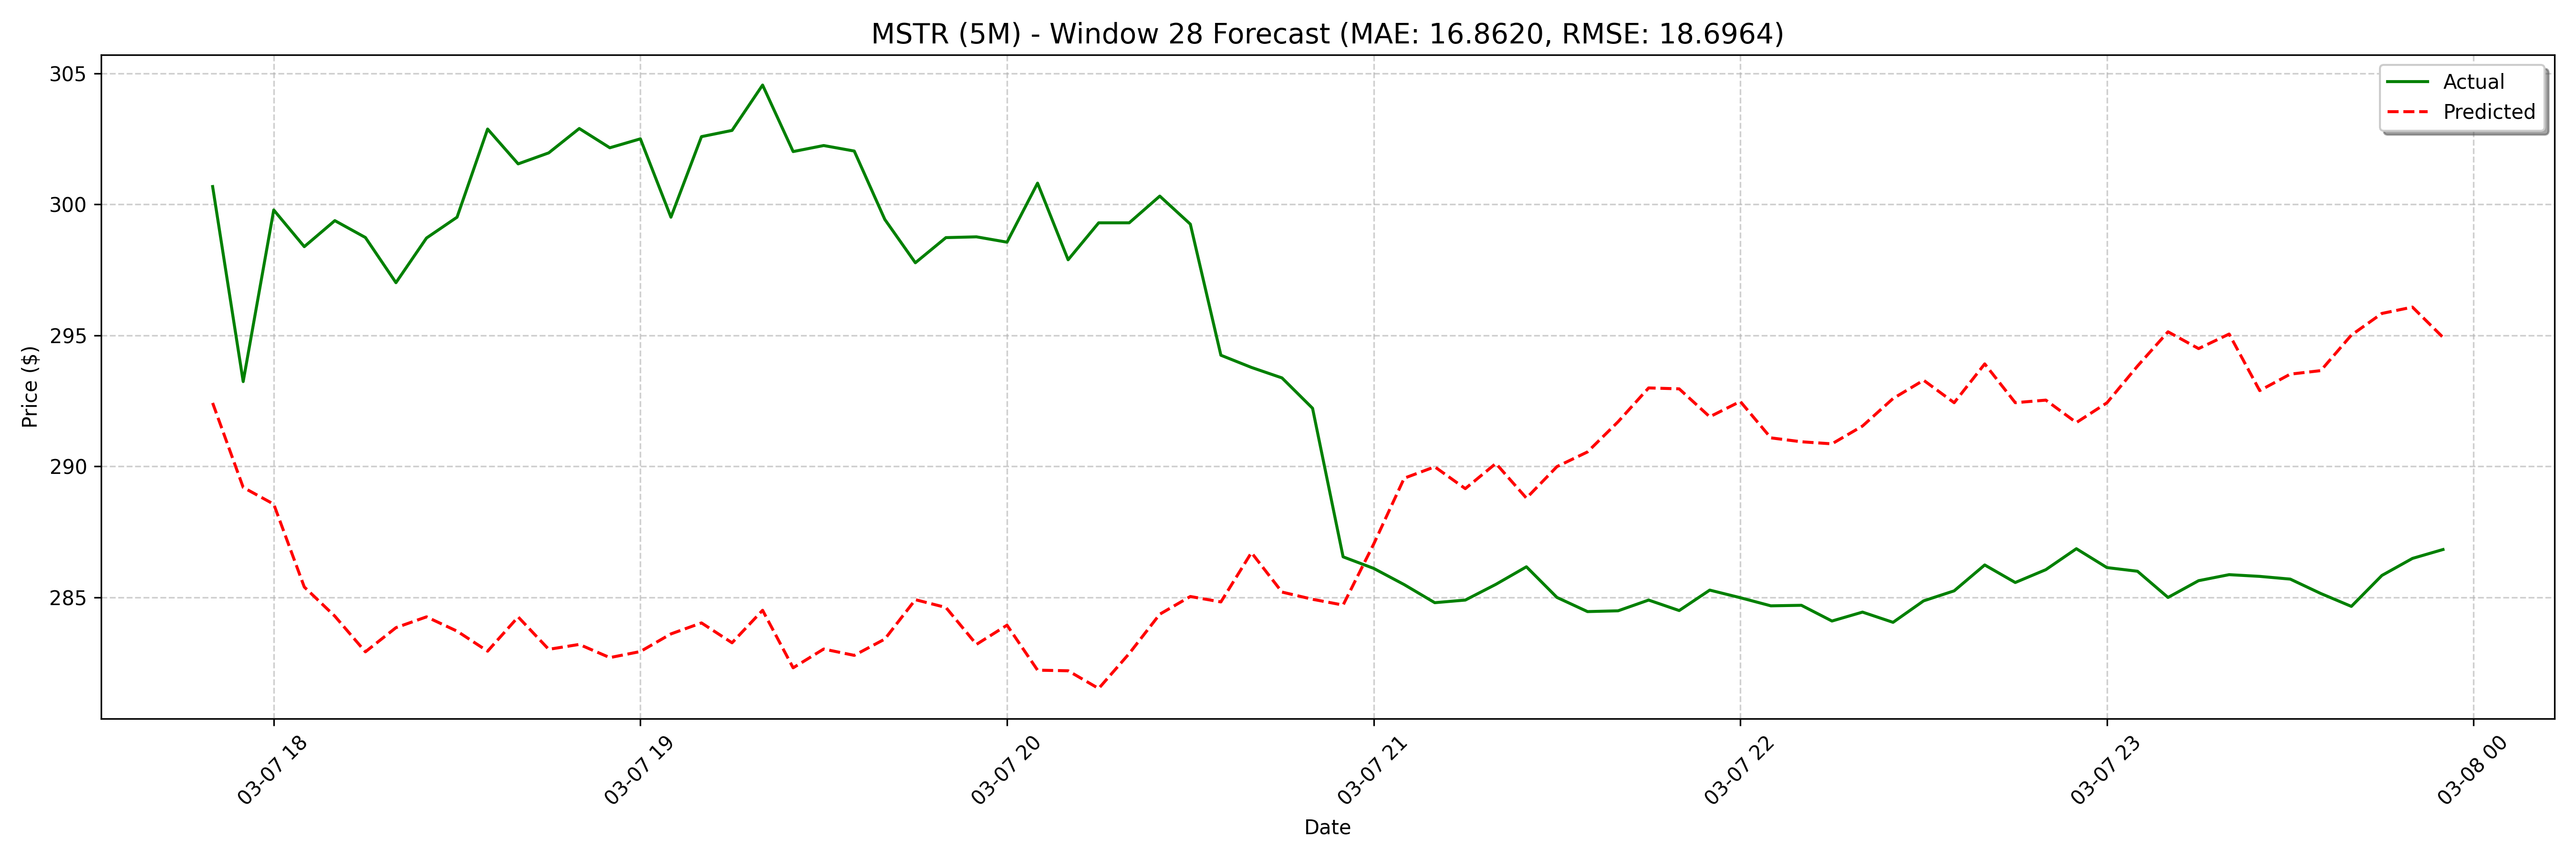 MSTR (5M) - Window 28 Forecast (MAE: 16.8620, RMSE: 18.6964)
Actual
Predicted
Price ($)
305
300
295
290
285
03-07 18
03-07 19
03-07 20
03-07 21
03-07 22
03-07 23
03-08 00
Date